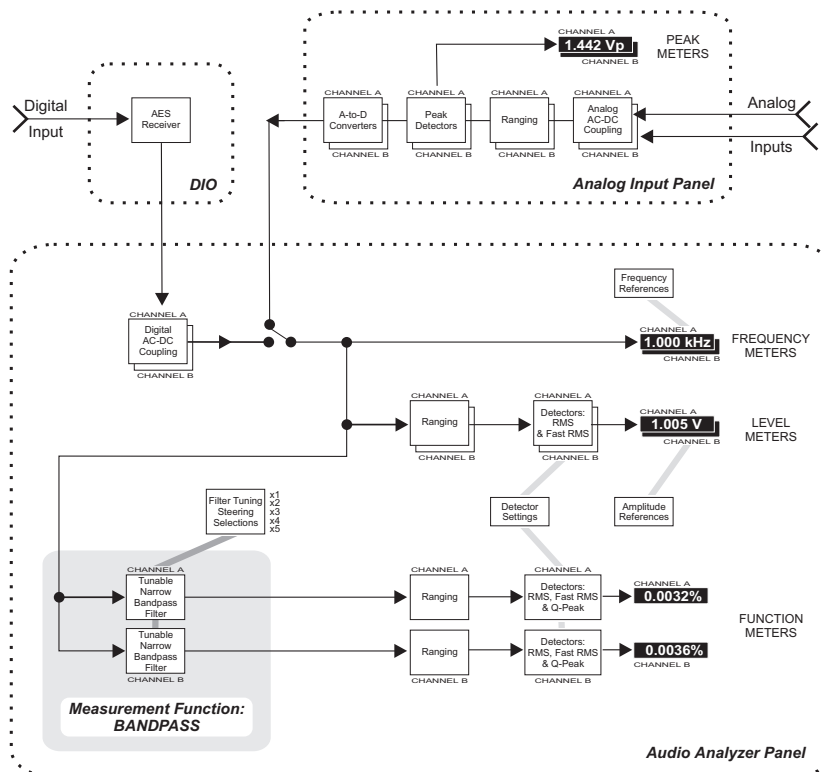 CHANNEL A
1.442 Vp
CHANNEL B
PEAK
METERS
Digital
Input
AES
Receiver
DIO
CHANNEL A
A-to-D
Converters
CHANNEL B
CHANNEL A
Peak
Detectors
CHANNEL B
CHANNEL A
Ranging
CHANNEL B
CHANNEL A
Analog
AC-DC
Coupling
CHANNEL B
Analog
Inputs
Analog Input Panel
CHANNEL A
Digital
AC-DC
Coupling
CHANNEL B
Frequency
References
CHANNEL A
1.000 kHz
CHANNEL B
FREQUENCY
METERS
CHANNEL A
Ranging
CHANNEL B
CHANNEL A
Detectors:
RMS
& Fast RMS
CHANNEL B
CHANNEL A
1.005 V
CHANNEL B
LEVEL
METERS
Filter Tuning
Steering
Selections
x1
x2
x3
x4
x5
Detector
Settings
Amplitude
References
CHANNEL A
Tunable
Narrow
Bandpass
Filter
CHANNEL A
Ranging
CHANNEL A
Detectors:
RMS, Fast RMS
& Q-Peak
CHANNEL A
0.0032%
FUNCTION
METERS
Tunable
Narrow
Bandpass
Filter
CHANNEL B
Ranging
CHANNEL B
Detectors:
RMS, Fast RMS
& Q-Peak
CHANNEL B
0.0036%
CHANNEL B
Measurement Function:
BANDPASS
Audio Analyzer Panel